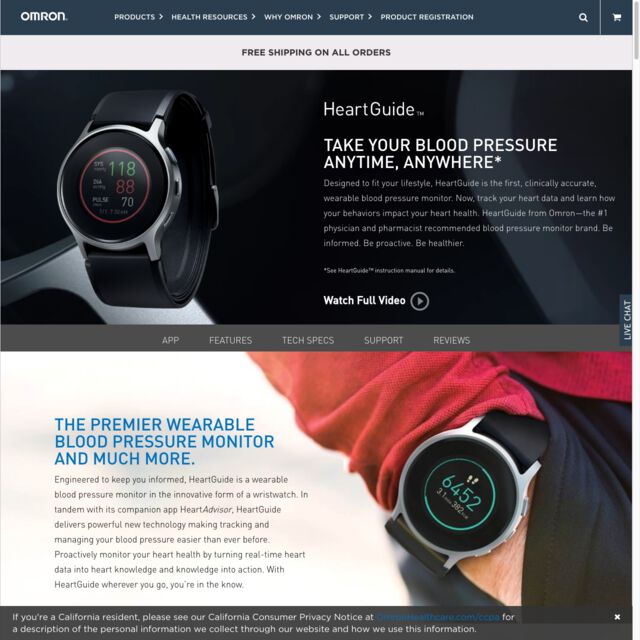 OMRON
PRODUCTS HEALTH RESOURCES WHY OMRON SUPPORT PRODUCT REGISTRATION
FREE SHIPPING ON ALL ORDERS
HeartGuide™
TAKE YOUR BLOOD PRESSURE
ANYTIME, ANYWHERE*
Designed to fit your lifestyle, HeartGuide is the first, clinically accurate,
wearable blood pressure monitor. Now, track your heart data and learn how
your behaviors impact your heart health. HeartGuide from Omron—the #1
physician and pharmacist recommended blood pressure monitor brand. Be
informed. Be proactive. Be healthier.
*See HeartGuide™ instruction manual for details.
Watch Full Video
SYS 118
DIA 88
PULSE 70
LIVE CHAT
APP FEATURES TECH SPECS SUPPORT REVIEWS
THE PREMIER WEARABLE
BLOOD PRESSURE MONITOR
AND MUCH MORE.
Engineered to keep you informed, HeartGuide is a wearable
blood pressure monitor in the innovative form of a wristwatch. In
tandem with its companion app HeartAdvisor, HeartGuide
delivers powerful new technology making tracking and
managing your blood pressure easier than ever before.
Proactively monitor your heart health by turning real-time heart
data into heart knowledge and knowledge into action. With
HeartGuide wherever you go, you're in the know.
6452
If you're a California resident, please see our California Consumer Privacy Notice at OmronHealthcare.com/ccpa for
a description of the personal information we collect through our website and how we use this information.